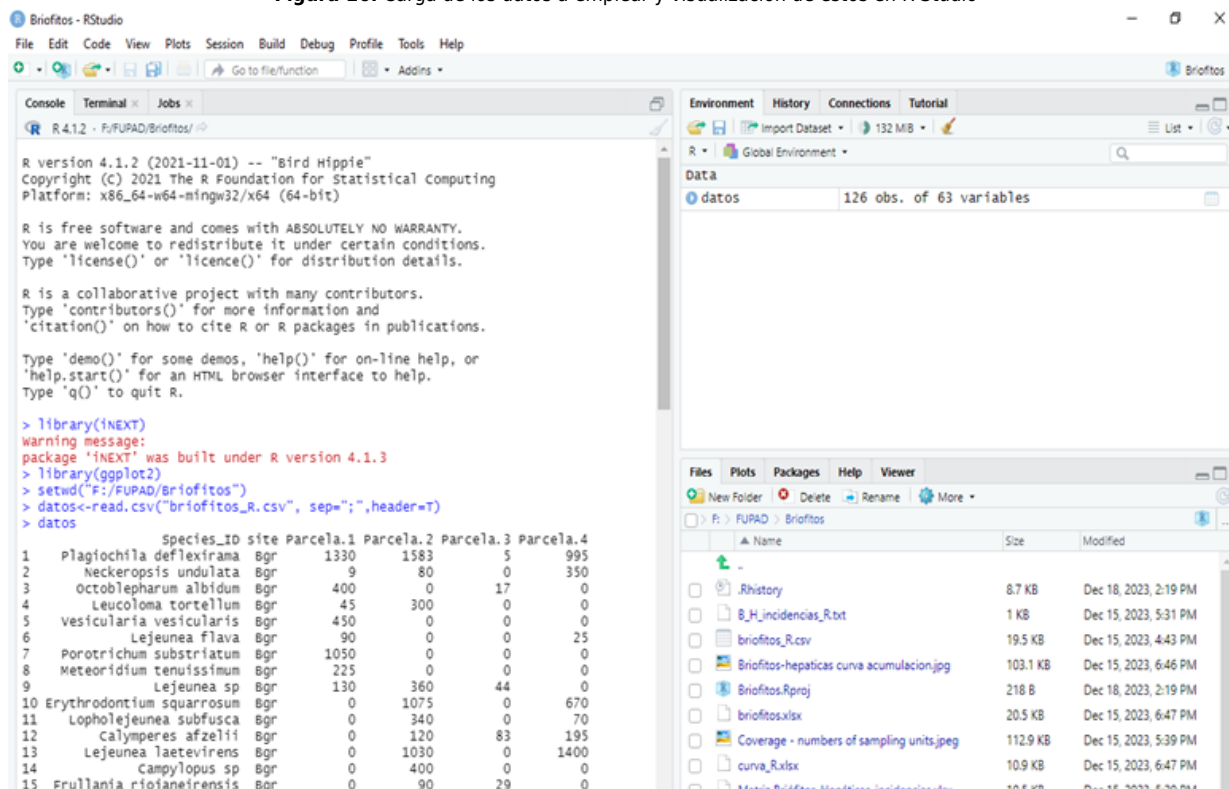 Briofitos - RStudio
File Edit Code View Plots Session Build Debug Profile Tools Help
Go to file/function Addins Briofitos
Console Terminal Jobs
R 4.1.2 · F:/FUPAD/Briofitos/
R version 4.1.2 (2021-11-01) -- "Bird Hippie"
Copyright (C) 2021 The R Foundation for Statistical Computing
Platform: x86_64-w64-mingw32/x64 (64-bit)
R is free software and comes with ABSOLUTELY NO WARRANTY.
You are welcome to redistribute it under certain conditions.
Type 'license()' or 'licence()' for distribution details.
R is a collaborative project with many contributors.
Type 'contributors()' for more information and
'citation()' on how to cite R or R packages in publications.
Type 'demo()' for some demos, 'help()' for on-line help, or
'help.start()' for an HTML browser interface to help.
Type 'q()' to quit R.
> library(iNEXT)
Warning message:
package 'iNEXT' was built under R version 4.1.3
> library(ggplot2)
> setwd("F:/FUPAD/Briofitos")
> datos<-read.csv("briofitos_R.csv", sep=";",header=T)
> datos
Species_ID site Parcela.1 Parcela.2 Parcela.3 Parcela.4
1 Plagiochila deflexirama Bgr 1330 1583 5 995
2 Neckeropsis undulata Bgr 9 80 0 350
3 Octoblepharum albidum Bgr 400 0 17 0
4 Leucoloma tortellum Bgr 45 300 0 0
5 Vesicularia vesicularis Bgr 450 0 0 0
6 Lejeunea flava Bgr 90 0 0 25
7 Porotrichum substriatum Bgr 1050 0 0 0
8 Meteoridium tenuissimum Bgr 225 0 0 0
9 Lejeunea sp Bgr 130 360 44 0
10 Erythrodontium squarrosum Bgr 0 1075 0 670
11 Lopholejeunea subfusca Bgr 0 340 0 70
12 Calymperes afzelii Bgr 0 120 83 195
13 Lejeunea laetevirens Bgr 0 1030 0 1400
14 Campylopus sp Bgr 0 400 0 0
15 Frullania riojaneirensis Bgr 0 90 29 0
Environment History Connections Tutorial
Import Dataset 132 MiB List
R Global Environment
Data
datos 126 obs. of 63 variables
Files Plots Packages Help Viewer
New Folder Delete Rename More
F: > FUPAD > Briofitos
Name Size Modified
..
.Rhistory 8.7 KB Dec 18, 2023, 2:19 PM
B_H_incidencias_R.txt 1 KB Dec 15, 2023, 5:31 PM
briofitos_R.csv 19.5 KB Dec 15, 2023, 4:43 PM
Briofitos-hepaticas curva acumulacion.jpg 103.1 KB Dec 15, 2023, 6:46 PM
Briofitos.Rproj 218 B Dec 18, 2023, 2:19 PM
briofitos.xlsx 20.5 KB Dec 15, 2023, 6:47 PM
Coverage - numbers of sampling units.jpeg 112.9 KB Dec 15, 2023, 5:39 PM
curva_R.xlsx 10.9 KB Dec 15, 2023, 6:47 PM